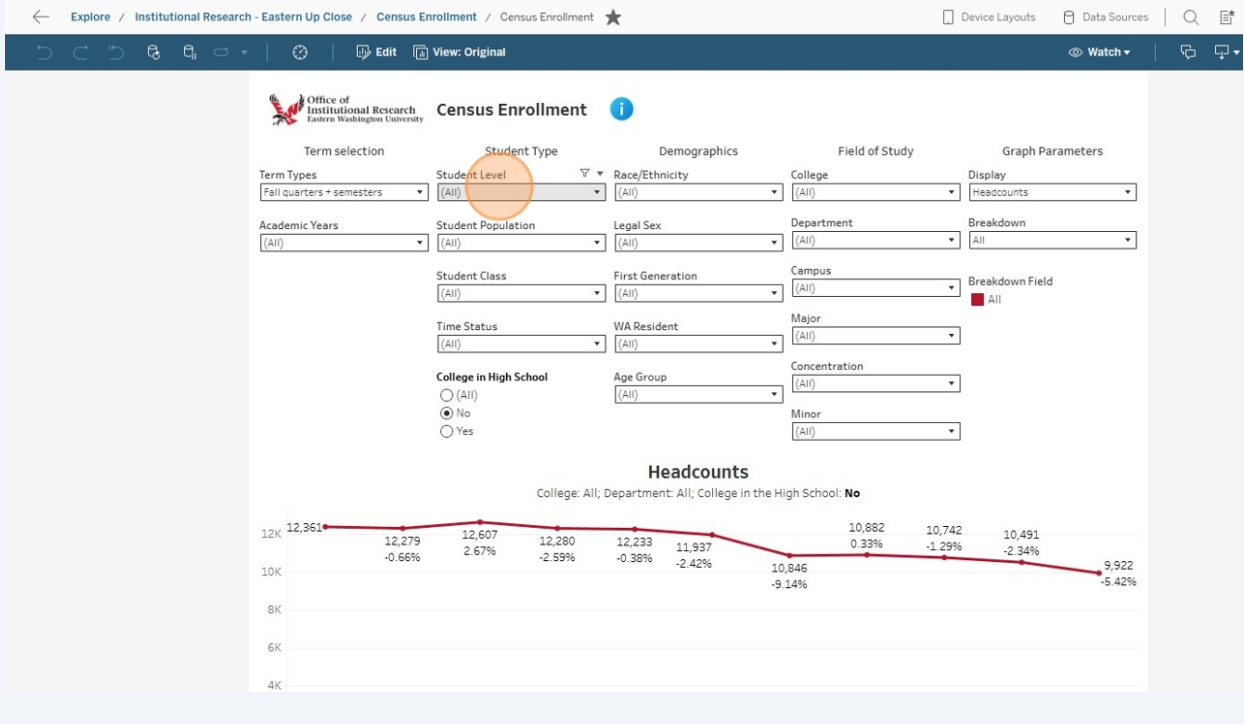 Explore / Institutional Research - Eastern Up Close / Census Enrollment / Census Enrollment
Device Layouts Data Sources
Edit View: Original Watch
Office of
Institutional Research
Eastern Washington University
Census Enrollment i
Term selection Student Type Demographics Field of Study Graph Parameters
Term Types Student Level Race/Ethnicity College Display
Fall quarters + semesters (All) (All) (All) Headcounts
Academic Years Student Population Legal Sex Department Breakdown
(All) (All) (All) (All) All
Student Class First Generation Campus Breakdown Field
(All) (All) (All) All
Time Status WA Resident Major
(All) (All) (All)
College in High School Age Group Concentration
(All) (All) (All)
No Minor
Yes (All)
Headcounts
College: All; Department: All; College in the High School: No
12K 12,361 12,279 12,607 12,280 12,233 11,937 10,846 10,882 10,742 10,491 9,922
-0.66% 2.67% -2.59% -0.38% -2.42% -9.14% 0.33% -1.29% -2.34% -5.42%
10K
8K
6K
4K